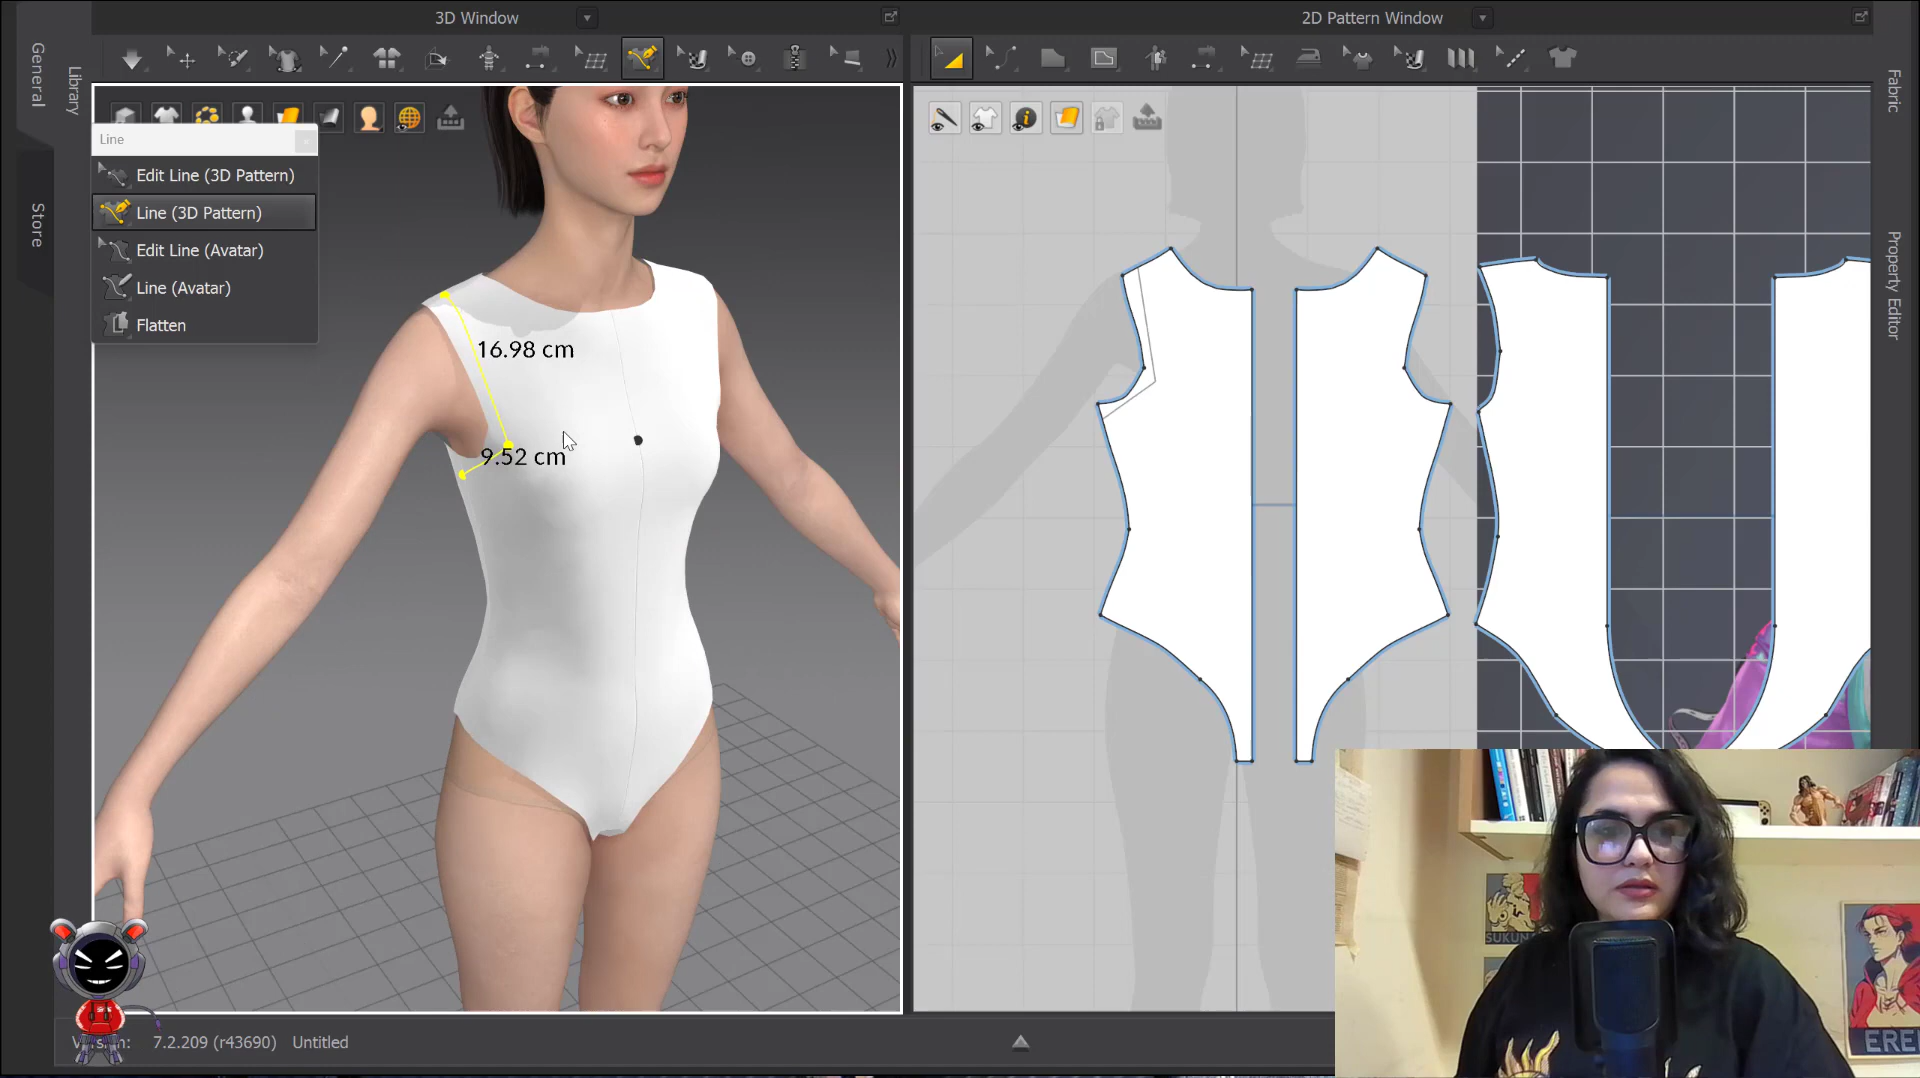 3D Window
2D Pattern Window
General
Library
Store
Line
Edit Line (3D Pattern)
Line (3D Pattern)
Edit Line (Avatar)
Line (Avatar)
Flatten
16.98 cm
9.52 cm
Fabric
Property Editor
7.2.209 (r43690)
Untitled
SUKUN
ERE